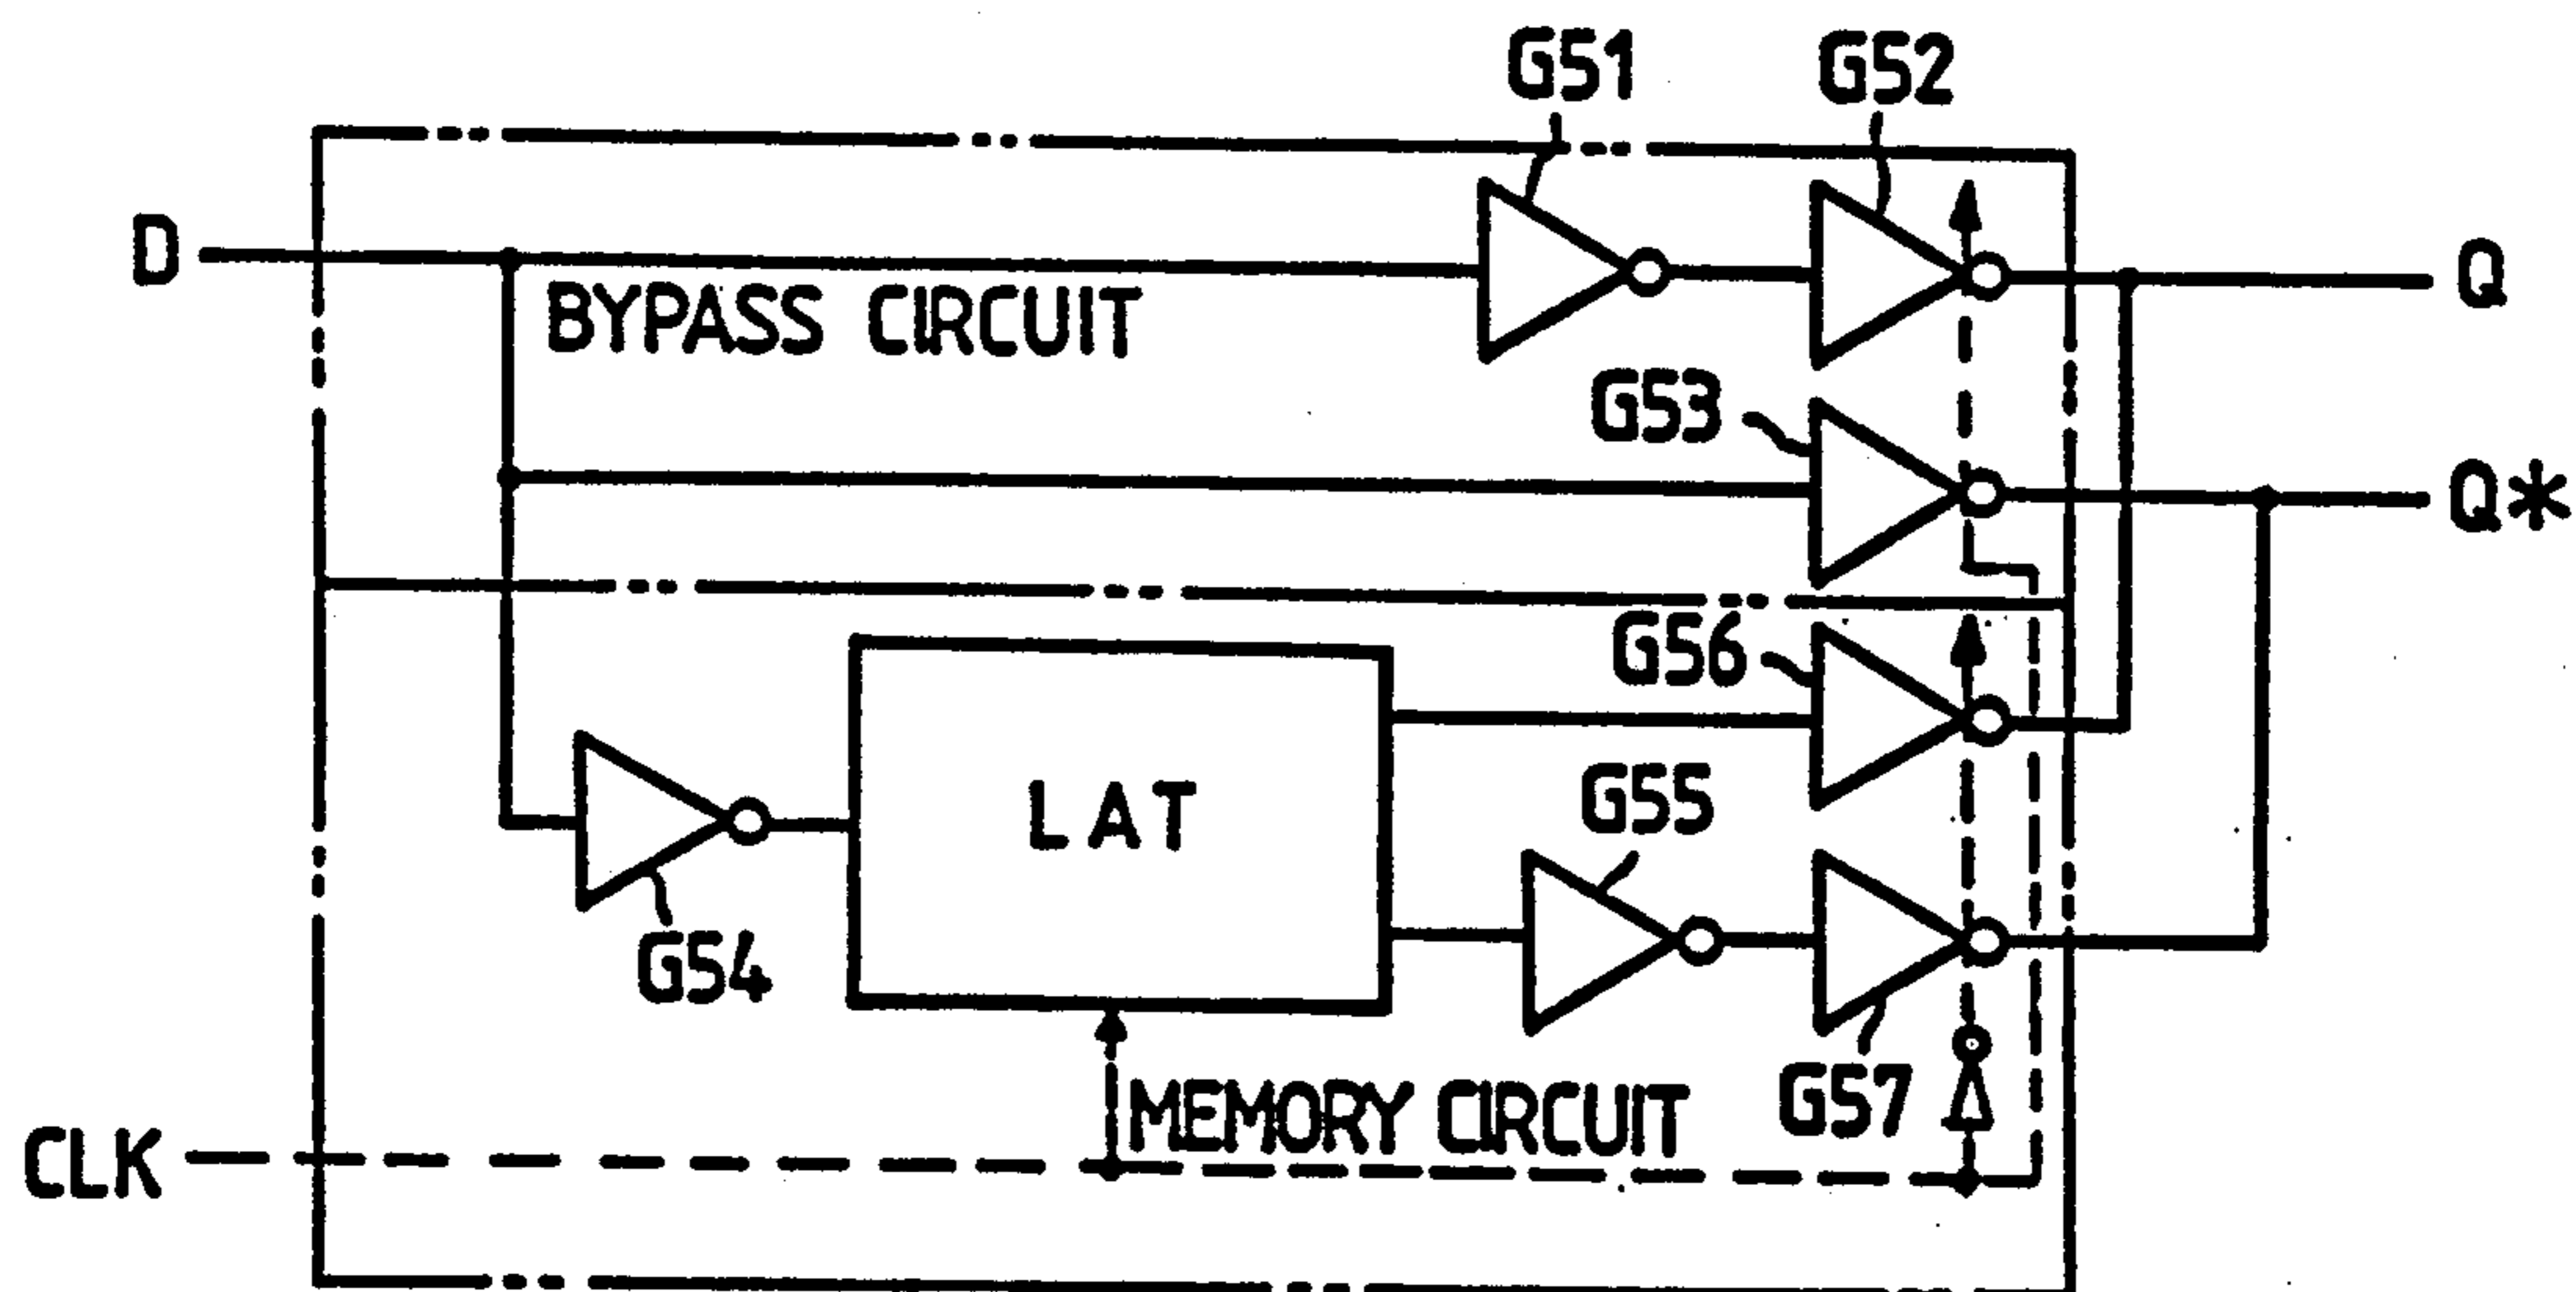 G51 G52
D
BYPASS CIRCUIT
Q
G53
Q*
G56
LAT
G55
G54
MEMORY CIRCUIT
G57
CLK